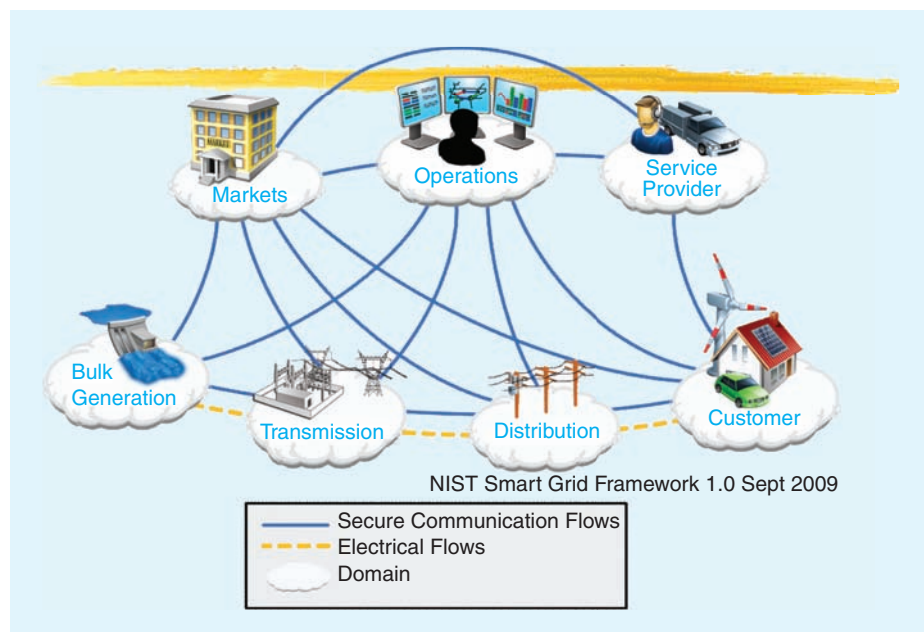 MARKET
Operations
Service
Provider
Markets
Bulk
Generation
Transmission
Distribution
Customer
NIST Smart Grid Framework 1.0 Sept 2009
Secure Communication Flows
Electrical Flows
Domain